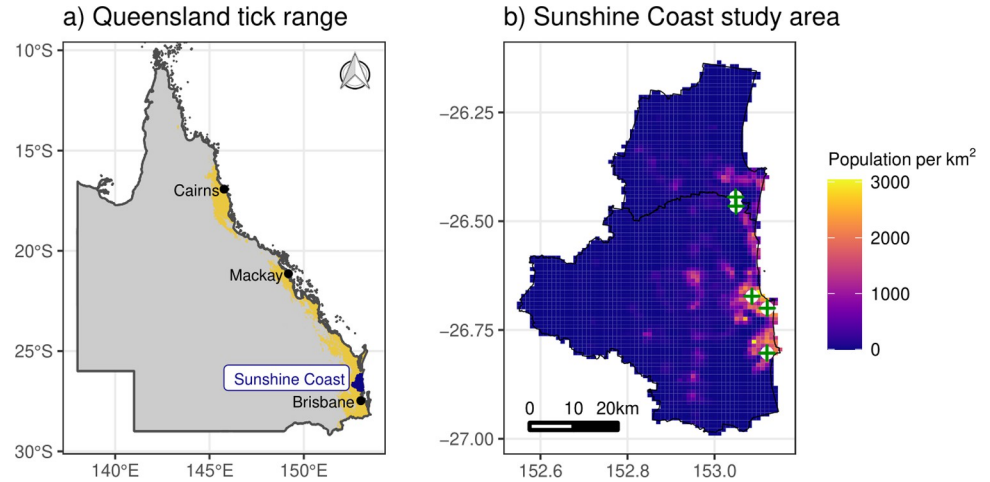 a) Queensland tick range
b) Sunshine Coast study area
10°S
15°S
20°S
25°S
30°S
140°E
145°E
150°E
Cairns
Mackay
Sunshine Coast
Brisbane
−26.25
−26.50
−26.75
−27.00
152.6
152.8
153.0
0 10 20km
Population per km²
3000
2000
1000
0